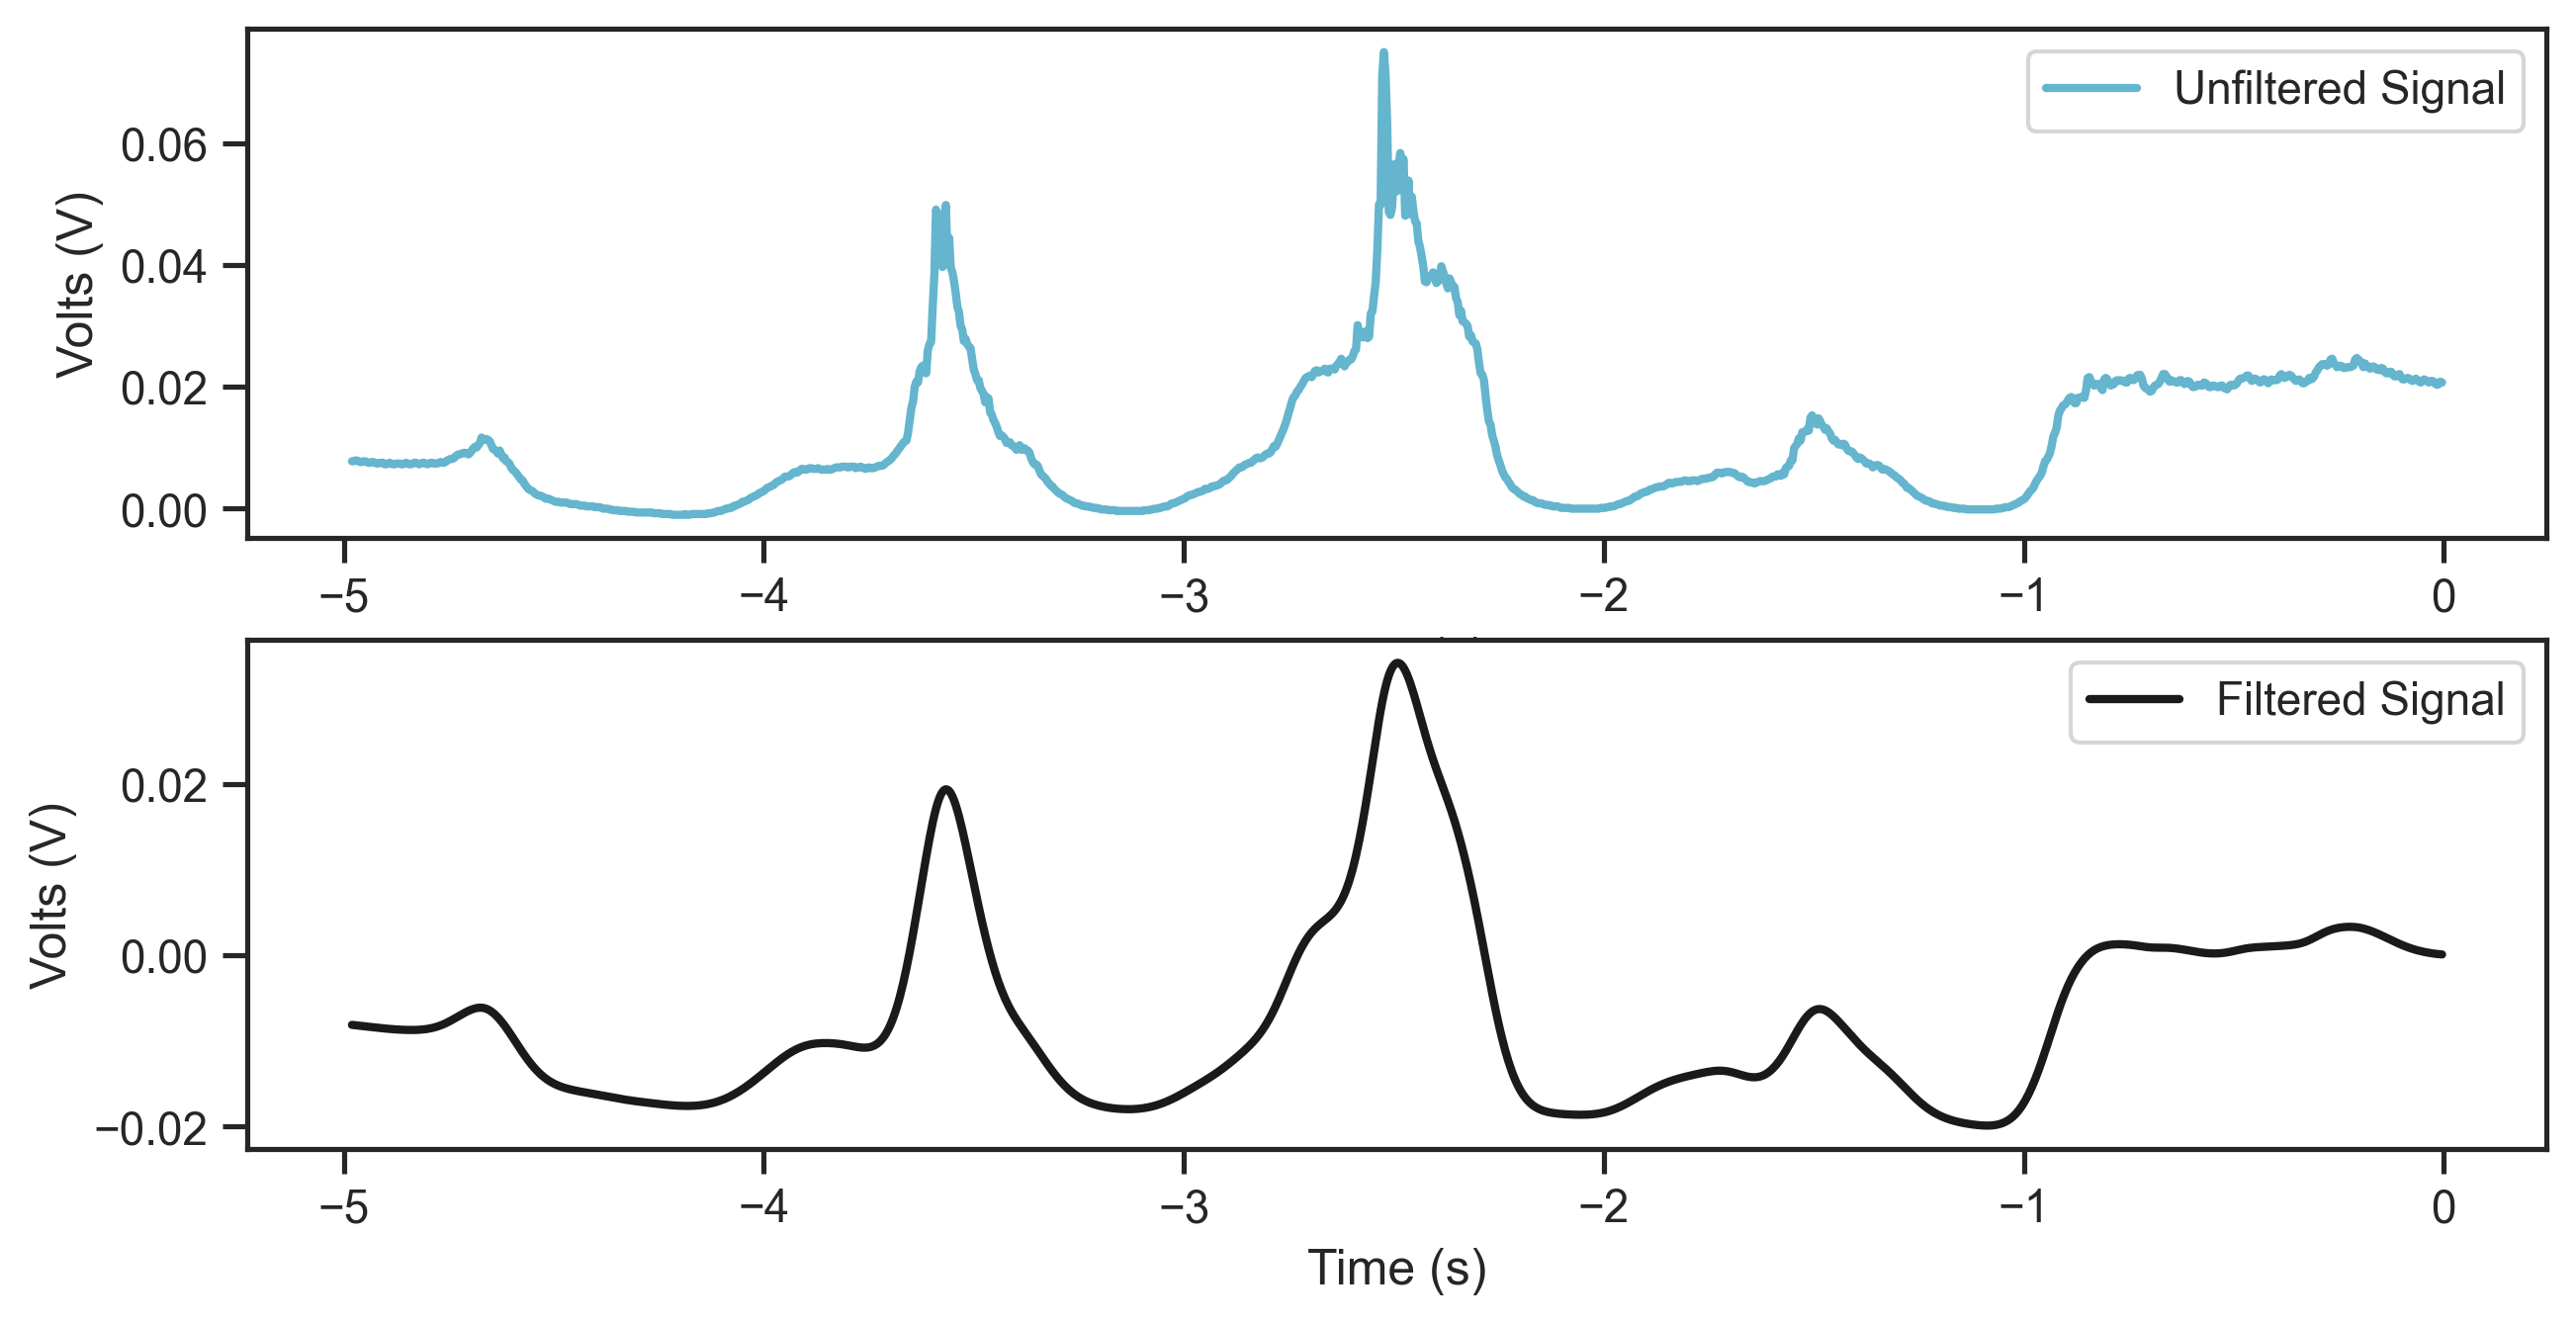 Unfiltered Signal
Volts (V)
0.06
0.04
0.02
0.00
−5 −4 −3 −2 −1 0
Filtered Signal
Volts (V)
0.02
0.00
−0.02
−5 −4 −3 −2 −1 0
Time (s)